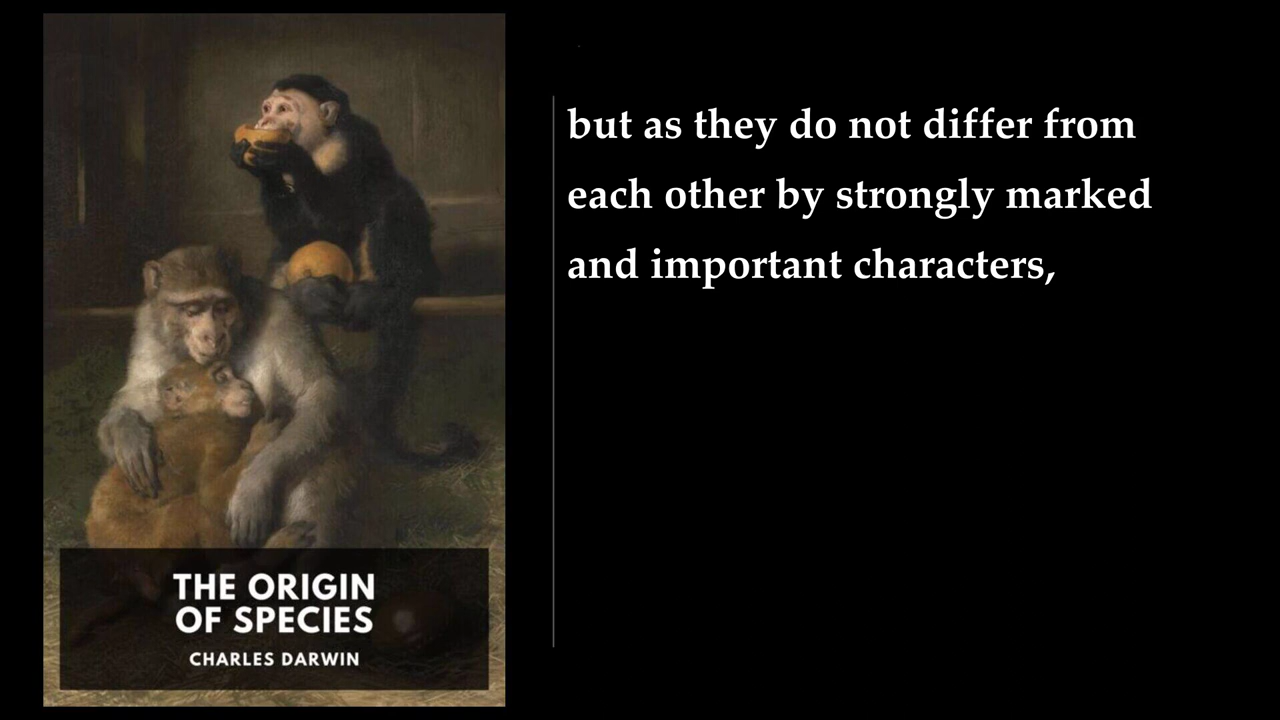 but as they do not differ from
each other by strongly marked
and important characters,
THE ORIGIN
OF SPECIES
CHARLES DARWIN